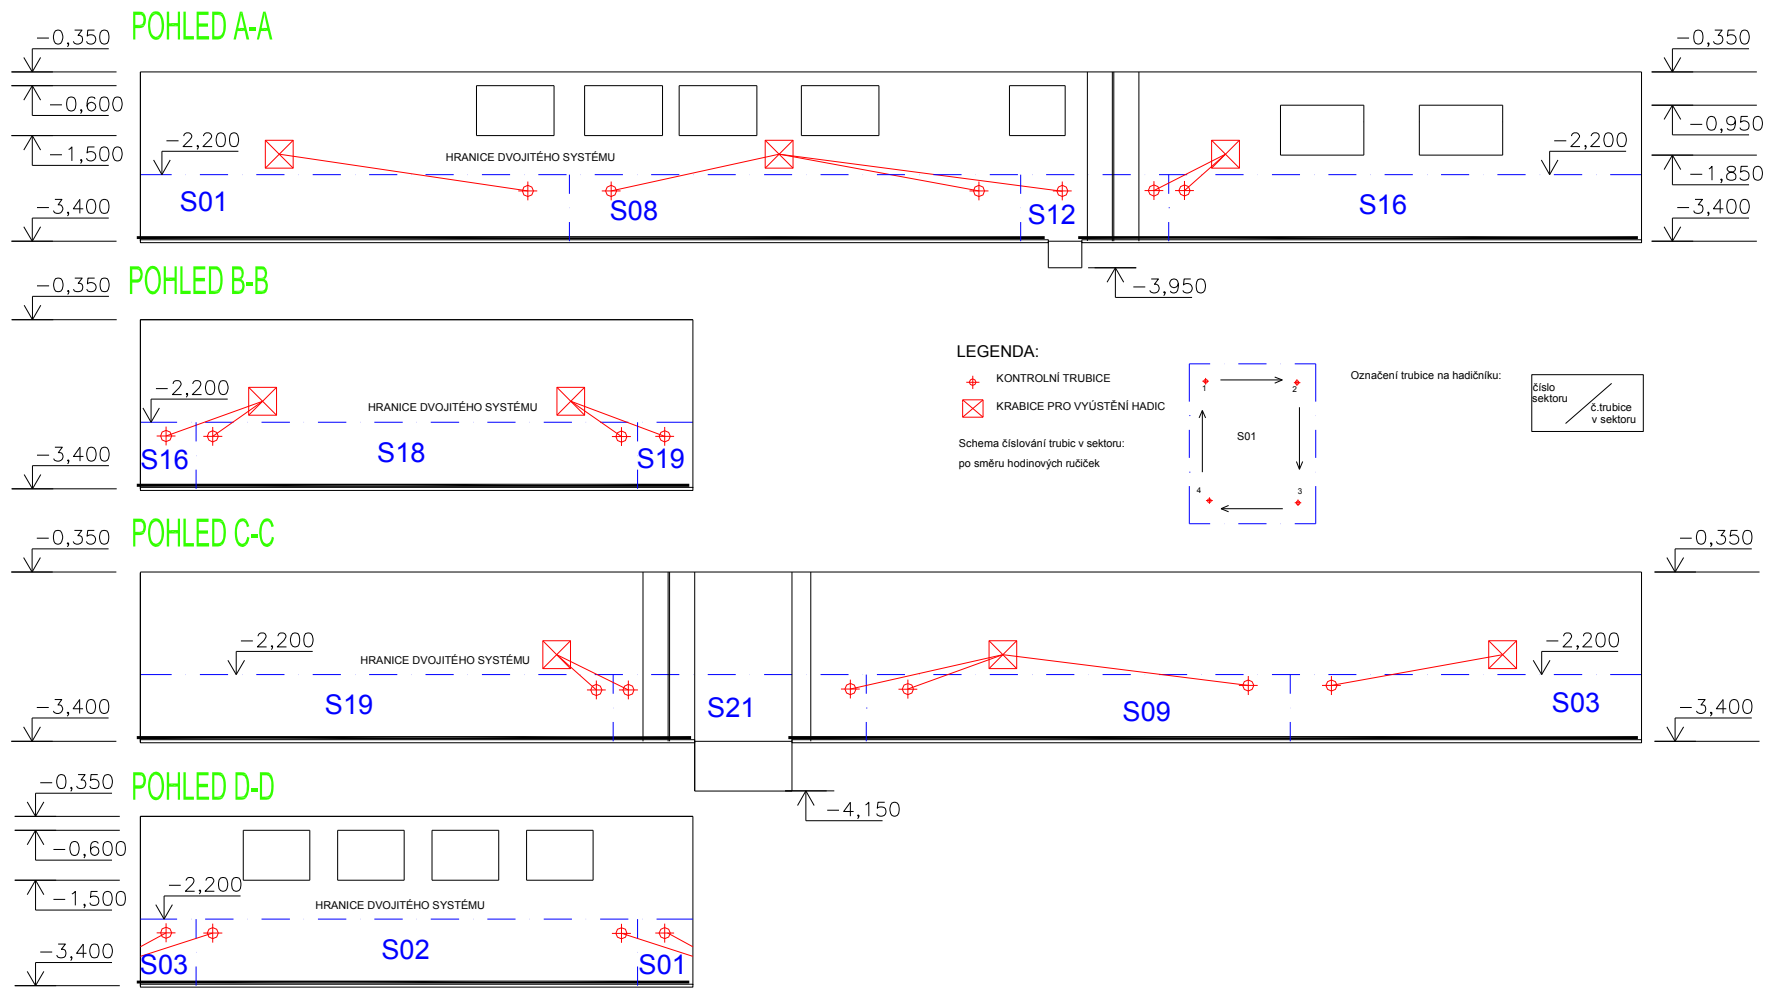 POHLED A-A
-0,350
-0,600
-1,500
-2,200
-3,400
HRANICE DVOJITÉHO SYSTÉMU
S01
S08
S12
S16
-2,200
-0,350
-0,950
-1,850
-3,400
-3,950
POHLED B-B
-0,350
-2,200
-3,400
HRANICE DVOJITÉHO SYSTÉMU
S16
S18
S19
LEGENDA:
KONTROLNÍ TRUBICE
KRABICE PRO VYÚSTĚNÍ HADIC
Schema číslování trubic v sektoru:
po směru hodinových ručiček
1
2
S01
4
3
Označení trubice na hadičníku:
číslo
sektoru
č.trubice
v sektoru
POHLED C-C
-0,350
-2,200
-3,400
HRANICE DVOJITÉHO SYSTÉMU
S19
S21
S09
S03
-2,200
-0,350
-3,400
-4,150
POHLED D-D
-0,350
-0,600
-1,500
-2,200
-3,400
HRANICE DVOJITÉHO SYSTÉMU
S03
S02
S01